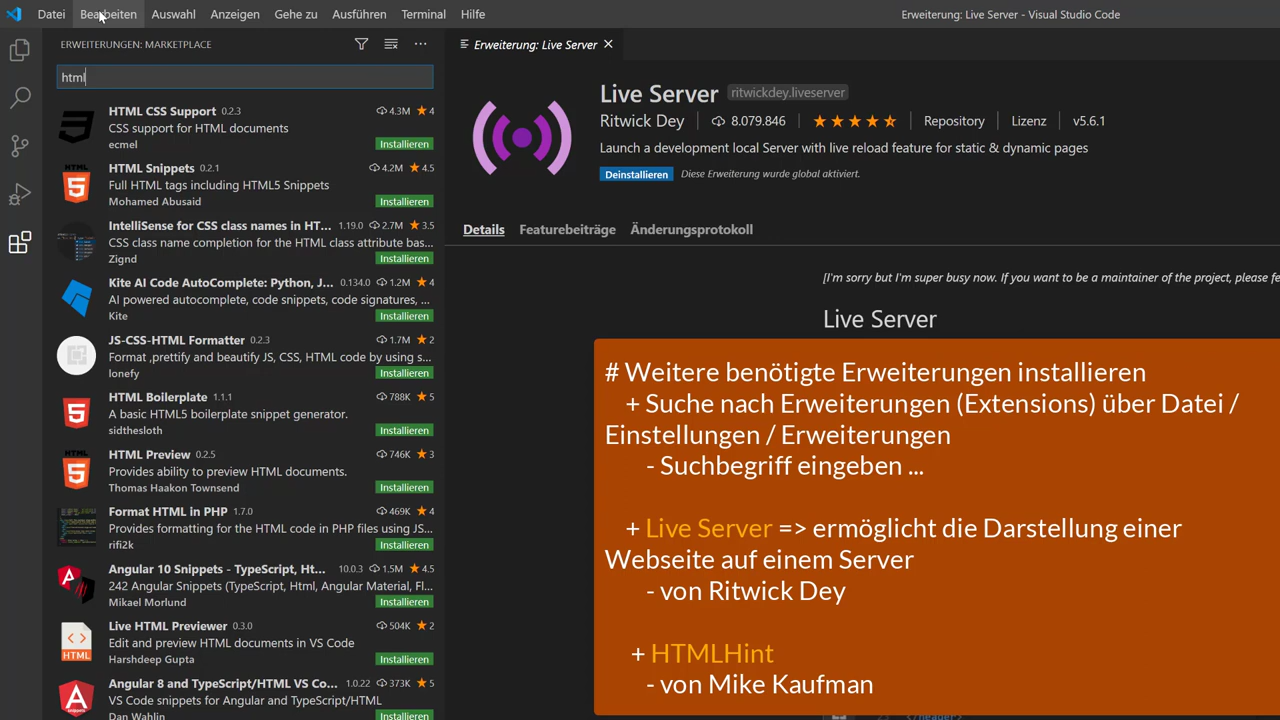 Datei Bearbeiten Auswahl Anzeigen Gehe zu Ausführen Terminal Hilfe Erweiterung: Live Server - Visual Studio Code
ERWEITERUNGEN: MARKETPLACE
html
HTML CSS Support 0.2.3 4.3M ★4
CSS support for HTML documents
ecmel Installieren
HTML Snippets 0.2.1 4.2M ★4.5
Full HTML tags including HTML5 Snippets
Mohamed Abusaid Installieren
IntelliSense for CSS class names in HT... 1.19.0 2.7M ★3.5
CSS class name completion for the HTML class attribute bas...
Zignd Installieren
Kite AI Code AutoComplete: Python, J... 0.134.0 1.2M ★4
AI powered autocomplete, code snippets, code signatures, ...
Kite Installieren
JS-CSS-HTML Formatter 0.2.3 1.7M ★2
Format ,prettify and beautify JS, CSS, HTML code by using s...
lonefy Installieren
HTML Boilerplate 1.1.1 788K ★5
A basic HTML5 boilerplate snippet generator.
sidthesloth Installieren
HTML Preview 0.2.5 746K ★3
Provides ability to preview HTML documents.
Thomas Haakon Townsend Installieren
Format HTML in PHP 1.7.0 469K ★4
Provides formatting for the HTML code in PHP files using JS...
rifi2k Installieren
Angular 10 Snippets - TypeScript, Ht... 10.0.3 1.5M ★4.5
242 Angular Snippets (TypeScript, Html, Angular Material, Fl...
Mikael Morlund Installieren
Live HTML Previewer 0.3.0 504K ★2
Edit and preview HTML documents in VS Code
Harshdeep Gupta Installieren
Angular 8 and TypeScript/HTML VS Co... 1.0.22 373K ★5
VS Code snippets for Angular and TypeScript/HTML
Dan Wahlin Installieren
Erweiterung: Live Server
Live Server ritwickdey.liveserver
Ritwick Dey 8.079.846 Repository Lizenz v5.6.1
Launch a development local Server with live reload feature for static & dynamic pages
Deinstallieren Diese Erweiterung wurde global aktiviert.
Details Featurebeiträge Änderungsprotokoll
[I'm sorry but I'm super busy now. If you want to be a maintainer of the project, please fe
Live Server
# Weitere benötigte Erweiterungen installieren
+ Suche nach Erweiterungen (Extensions) über Datei /
Einstellungen / Erweiterungen
- Suchbegriff eingeben ...
+ Live Server => ermöglicht die Darstellung einer
Webseite auf einem Server
- von Ritwick Dey
+ HTMLHint
- von Mike Kaufman